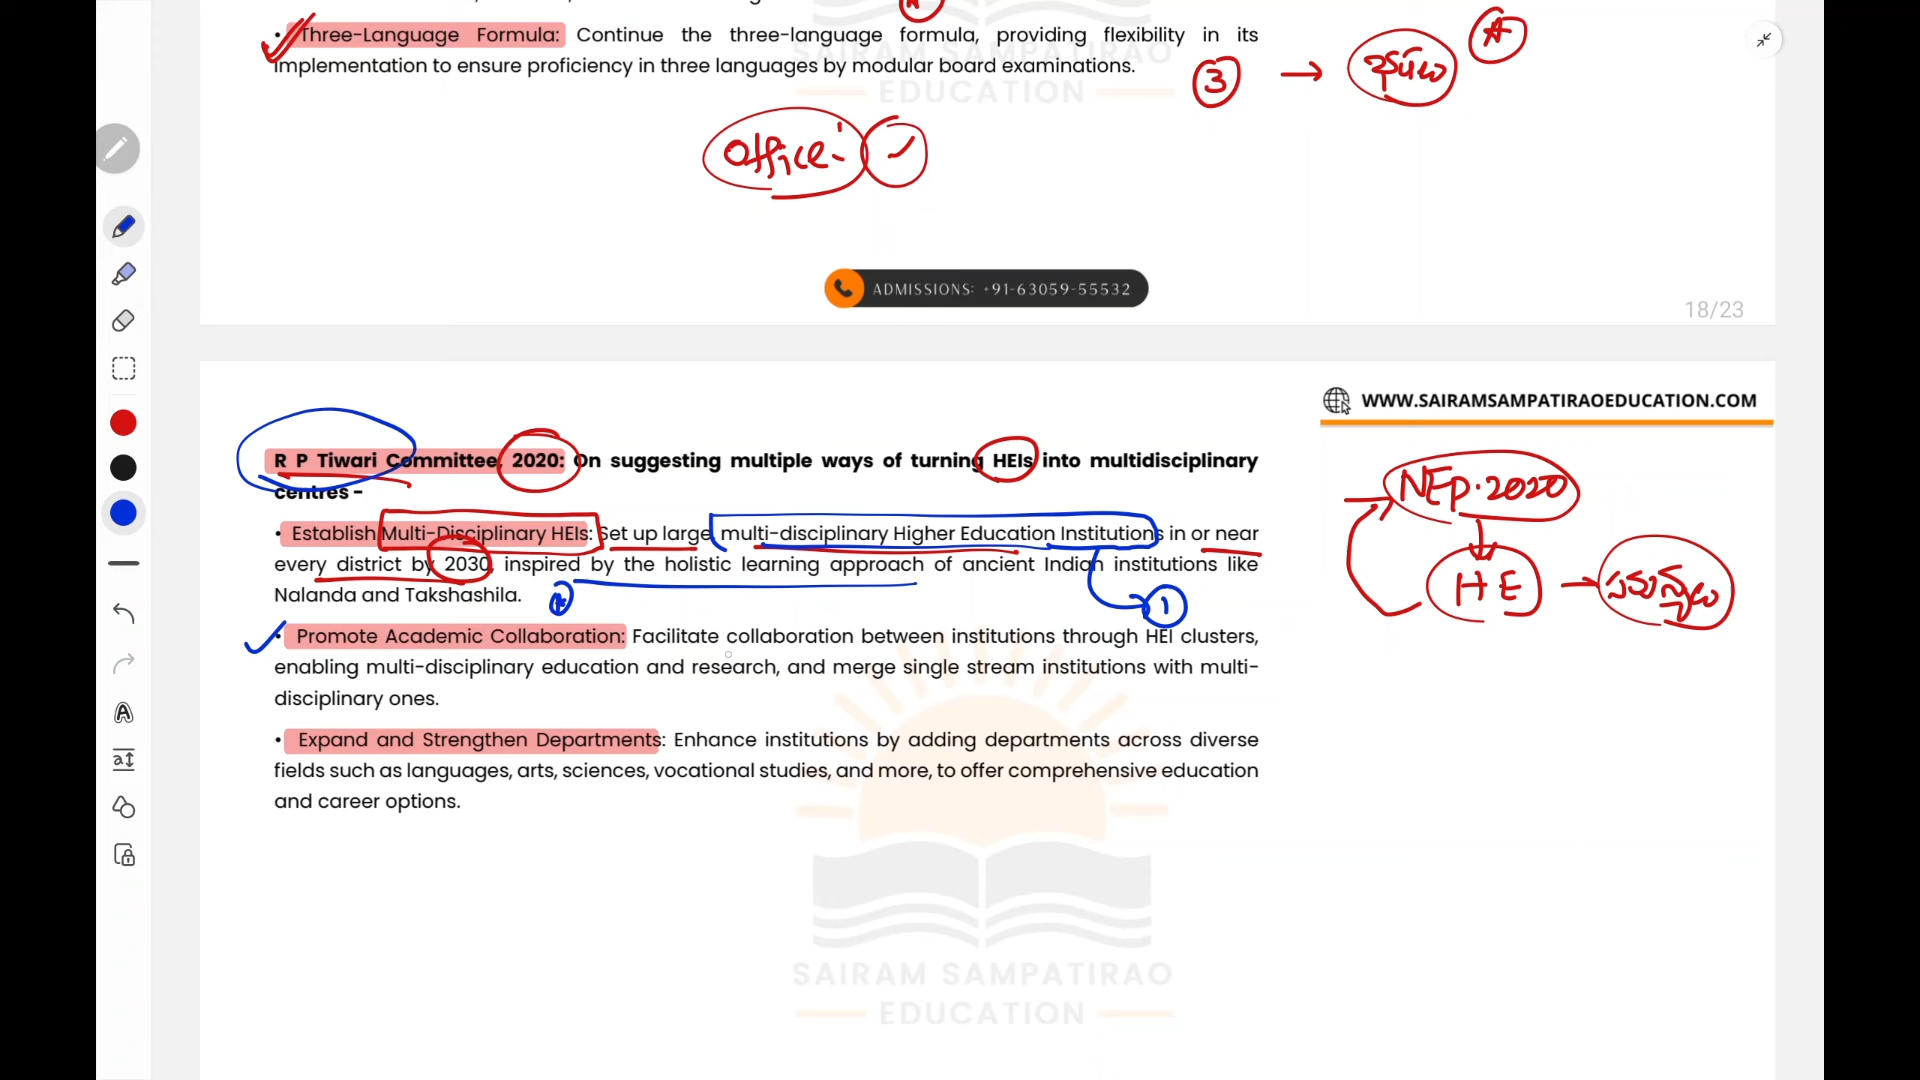 • Three-Language Formula: Continue the three-language formula, providing flexibility in its
implementation to ensure proficiency in three languages by modular board examinations.
3 →
Office
ADMISSIONS: +91-63059-55532
18/23
WWW.SAIRAMSAMPATIRAOEDUCATION.COM
R P Tiwari Committee, 2020: On suggesting multiple ways of turning HEIs into multidisciplinary
centres -
• Establish Multi-Disciplinary HEIs: Set up large, multi-disciplinary Higher Education Institutions in or near
every district by 2030, inspired by the holistic learning approach of ancient Indian institutions like
Nalanda and Takshashila.
1
• Promote Academic Collaboration: Facilitate collaboration between institutions through HEI clusters,
enabling multi-disciplinary education and research, and merge single stream institutions with multi-
disciplinary ones.
• Expand and Strengthen Departments: Enhance institutions by adding departments across diverse
fields such as languages, arts, sciences, vocational studies, and more, to offer comprehensive education
and career options.
NEP.2020
HE →
SAIRAM SAMPATIRAO
EDUCATION
SAIRAM SAMPATIRAO
EDUCATION